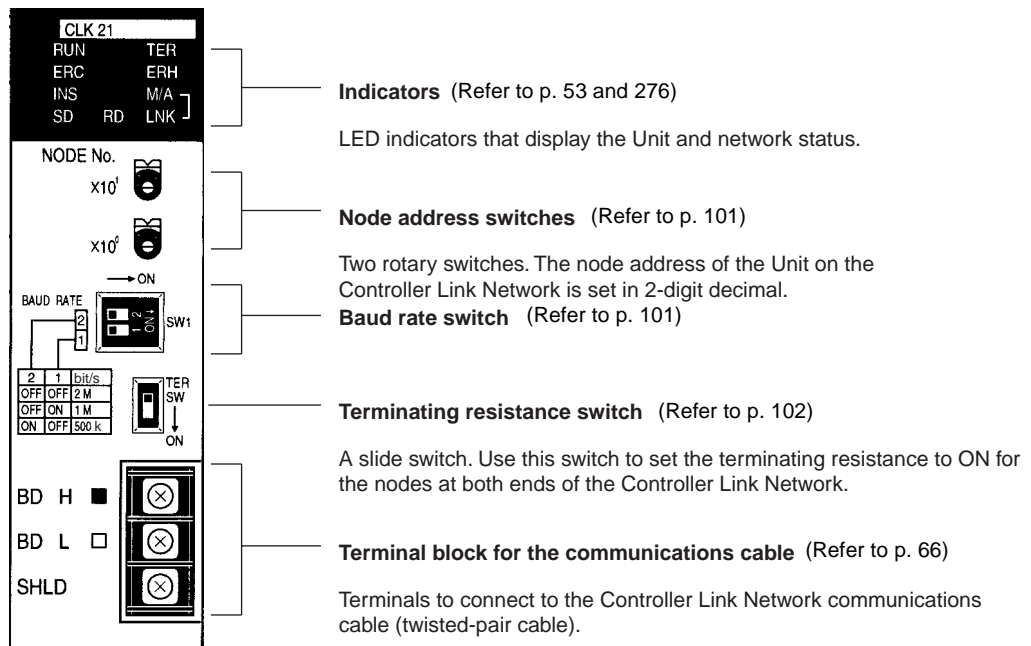 CLK 21
RUN TER
ERC ERH
INS M/A
SD RD LNK
NODE No.
X10¹
X10⁰
ON
BAUD RATE
2
1
1 2
ON↓
SW1
2 1 bit/s
OFF OFF 2 M
OFF ON 1 M
ON OFF 500 k
TER
SW
ON
BD H ■
BD L □
SHLD
Indicators (Refer to p. 53 and 276)
LED indicators that display the Unit and network status.
Node address switches (Refer to p. 101)
Two rotary switches. The node address of the Unit on the
Controller Link Network is set in 2-digit decimal.
Baud rate switch (Refer to p. 101)
Terminating resistance switch (Refer to p. 102)
A slide switch. Use this switch to set the terminating resistance to ON for
the nodes at both ends of the Controller Link Network.
Terminal block for the communications cable (Refer to p. 66)
Terminals to connect to the Controller Link Network communications
cable (twisted-pair cable).